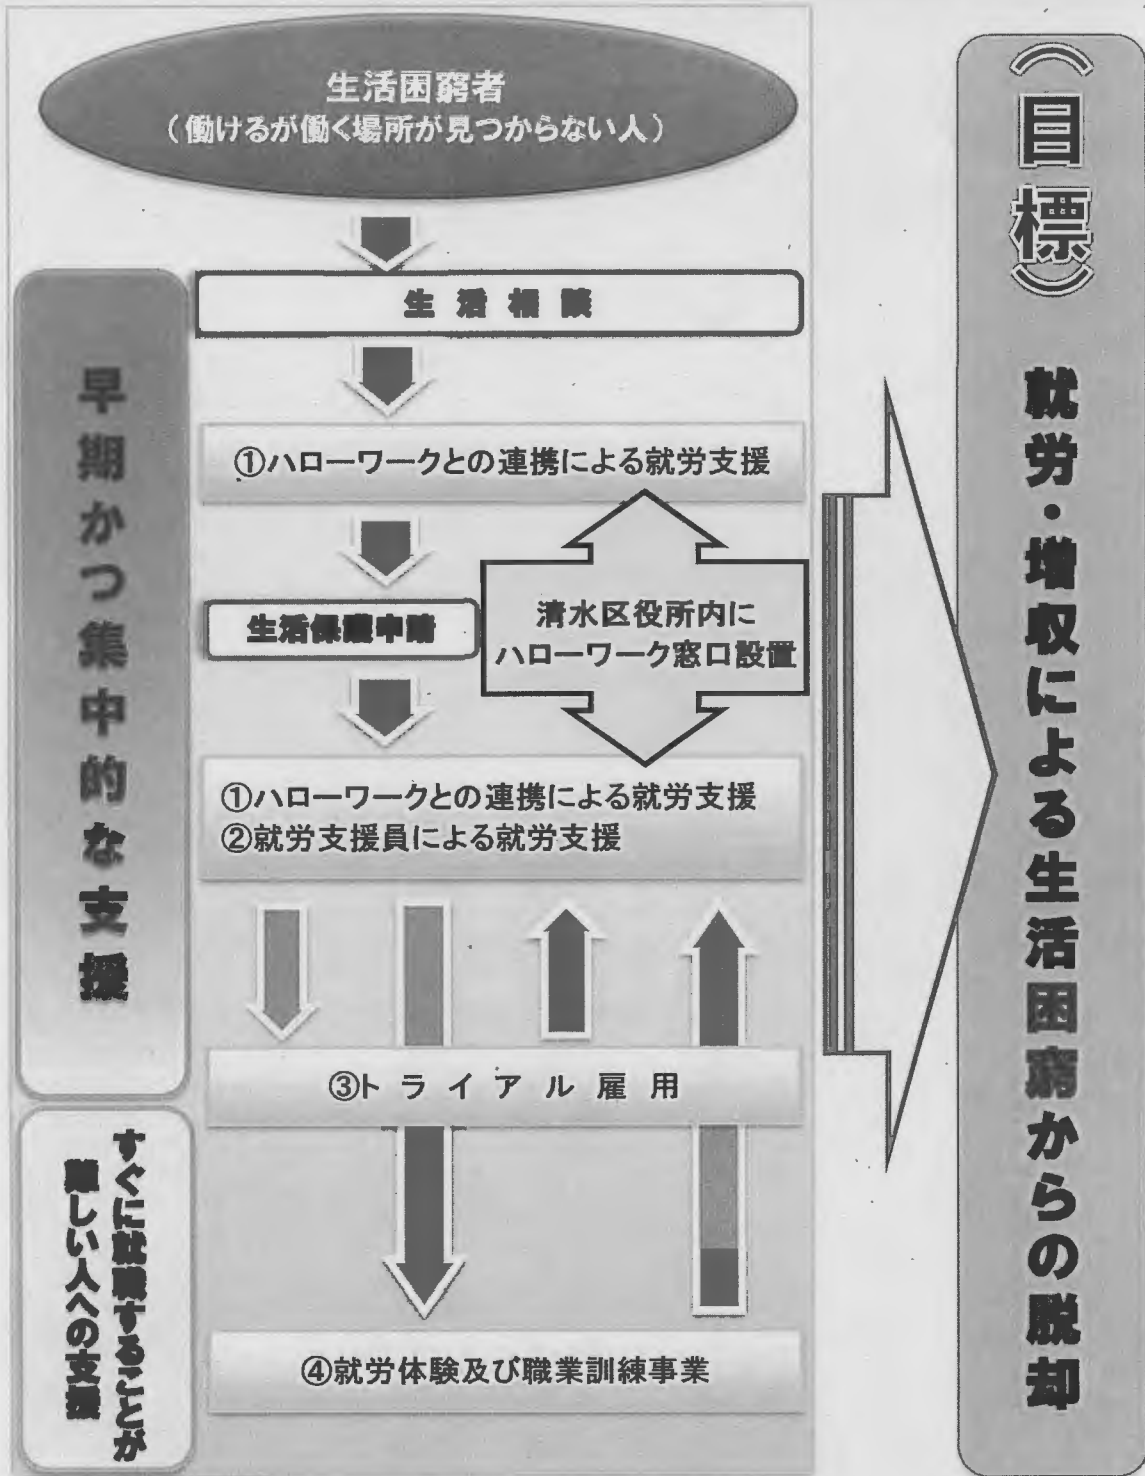 生活困窮者
（働けるが働く場所が見つからない人）
生活相談
①ハローワークとの連携による就労支援
生活保護申請
清水区役所内に
ハローワーク窓口設置
①ハローワークとの連携による就労支援
②就労支援員による就労支援
③トライアル雇用
④就労体験及び職業訓練事業
早期かつ集中的な支援
すぐに就職することが
難しい人への支援
（目標）
就労・増収による生活困窮からの脱却